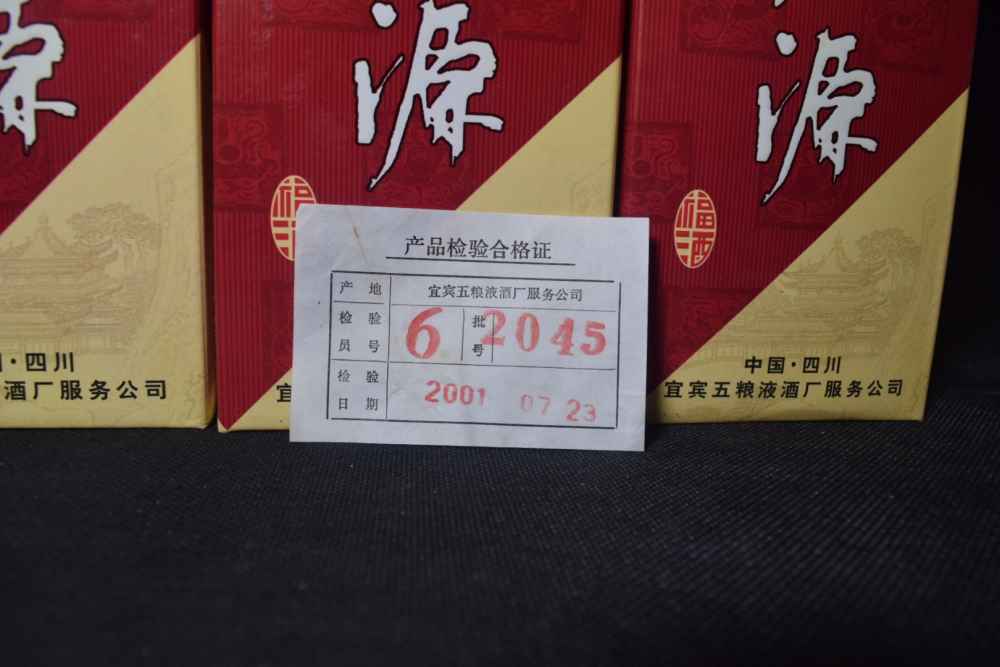 源
源
源
福酒
福酒
产品检验合格证
产地 宜宾五粮液酒厂服务公司
检验员号 6 批号 2045
检验日期 2001 07 23
·四川
酒厂服务公司
宜
中国·四川
宜宾五粮液酒厂服务公司